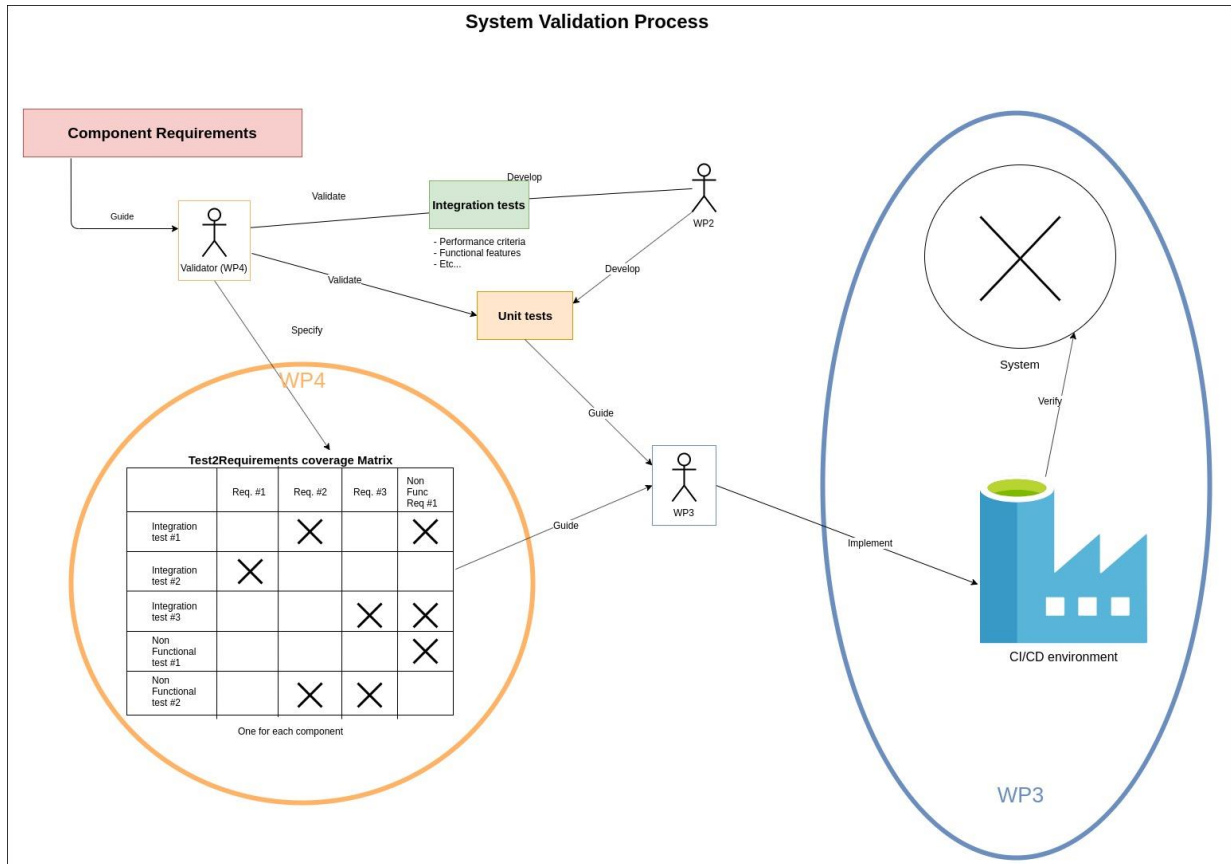 System Validation Process
Component Requirements
Guide
Validator (WP4)
Validate
Integration tests
Develop
WP2
- Performance criteria
- Functional features
- Etc...
Validate
Develop
Unit tests
Specify
Guide
WP4
Test2Requirements coverage Matrix
Req. #1
Req. #2
Req. #3
Non
Func
Req #1
Integration
test #1
Integration
test #2
Integration
test #3
Non
Functional
test #1
Non
Functional
test #2
One for each component
Guide
WP3
Implement
System
Verify
CI/CD environment
WP3